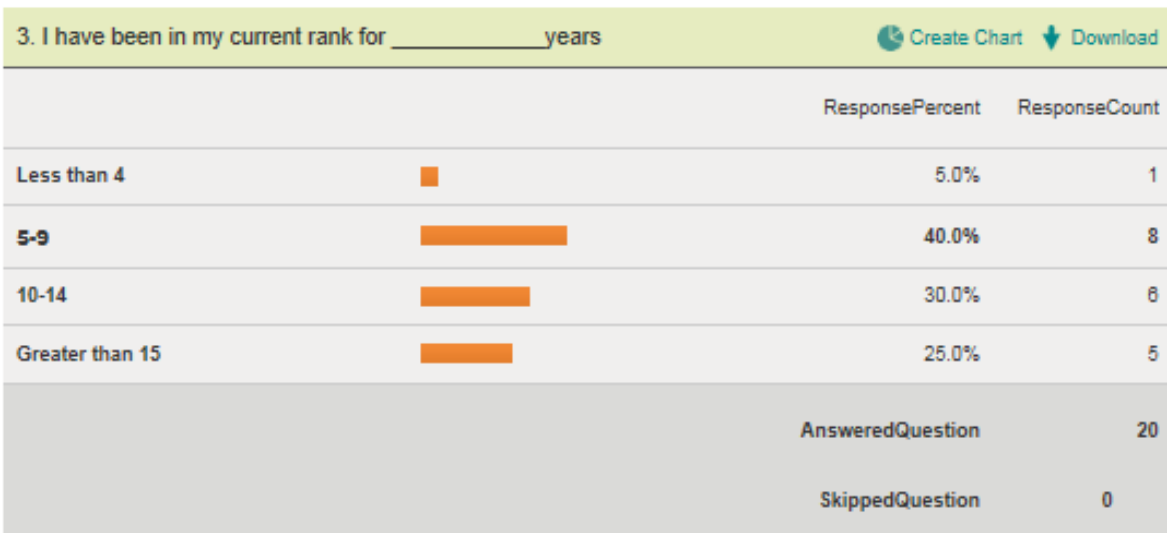 3. I have been in my current rank for _____________years Create Chart Download
ResponsePercent ResponseCount
Less than 4 5.0% 1
5-9 40.0% 8
10-14 30.0% 6
Greater than 15 25.0% 5
AnsweredQuestion 20
SkippedQuestion 0